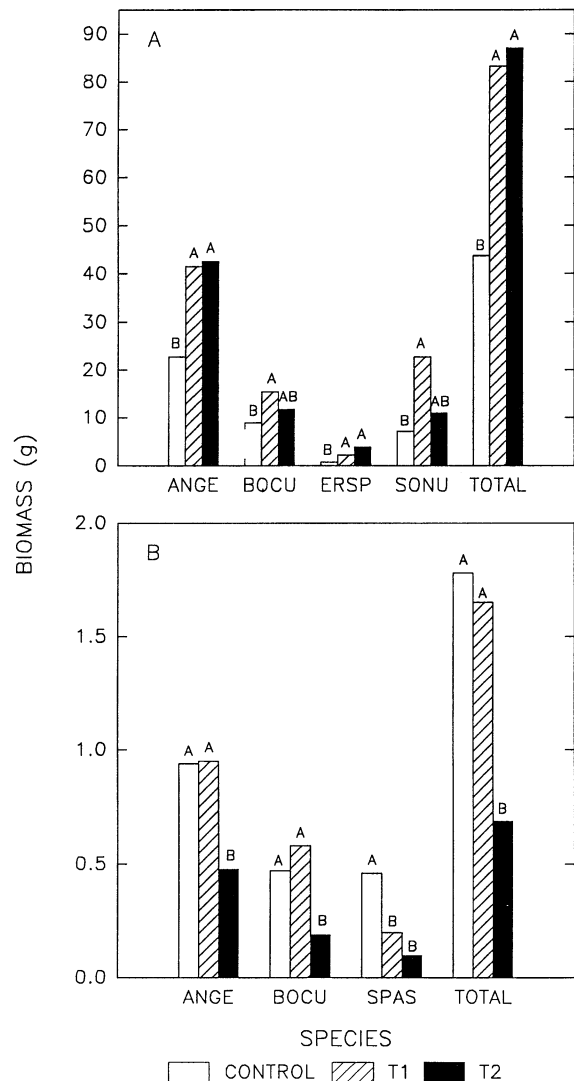 A
90
80
70
60
50
40
30
20
10
0
B A A
B A AB
B A A
B A AB
B A A
ANGE BOCU ERSP SONU TOTAL
BIOMASS (g)
B
2.0
1.5
1.0
0.5
0.0
A A B
A A B
A B B
A A B
ANGE BOCU SPAS TOTAL
SPECIES
CONTROL T1 T2